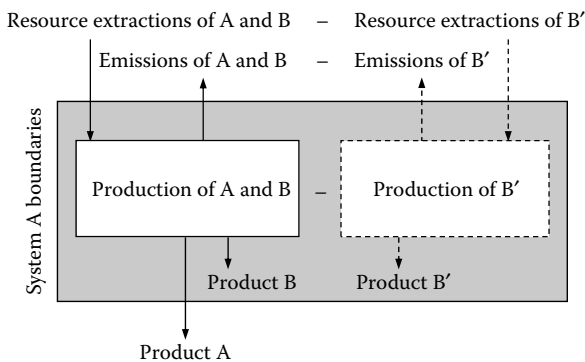 Resource extractions of A and B – Resource extractions of B′
Emissions of A and B – Emissions of B′
System A boundaries
Production of A and B – Production of B′
Product B Product B′
Product A